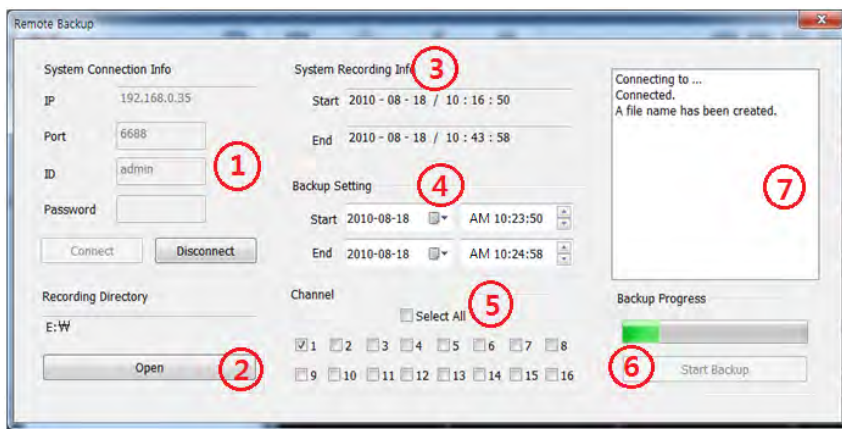 Remote Backup
System Connection Info
IP 192.168.0.35
Port 6688
ID admin
Password
1
Connect Disconnect
Recording Directory
E:₩
Open
2
System Recording Info
3
Start 2010 - 08 - 18 / 10 : 16 : 50
End 2010 - 08 - 18 / 10 : 43 : 58
Backup Setting
4
Start 2010-08-18 AM 10:23:50
End 2010-08-18 AM 10:24:58
Channel
5
Select All
1 2 3 4 5 6 7 8
9 10 11 12 13 14 15 16
Connecting to ...
Connected.
A file name has been created.
7
Backup Progress
6
Start Backup